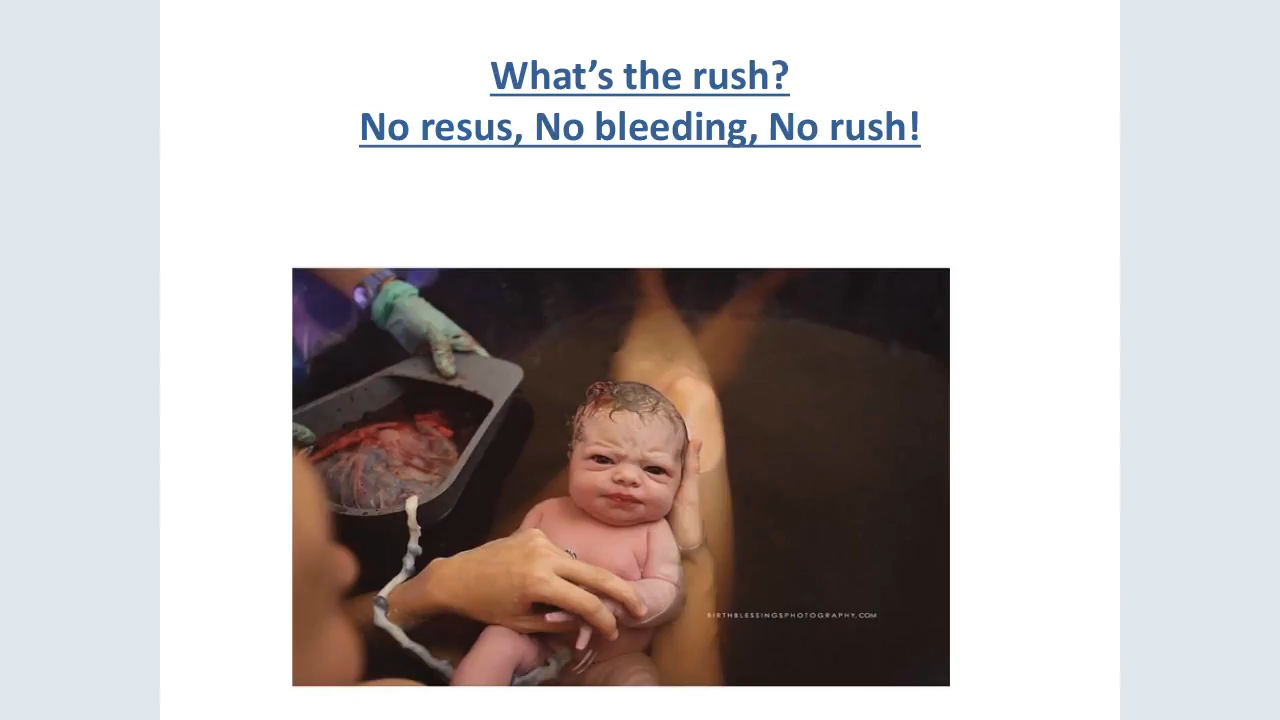 What’s the rush?
No resus, No bleeding, No rush!
BIRTHBLESSINGSPHOTOGRAPHY.COM